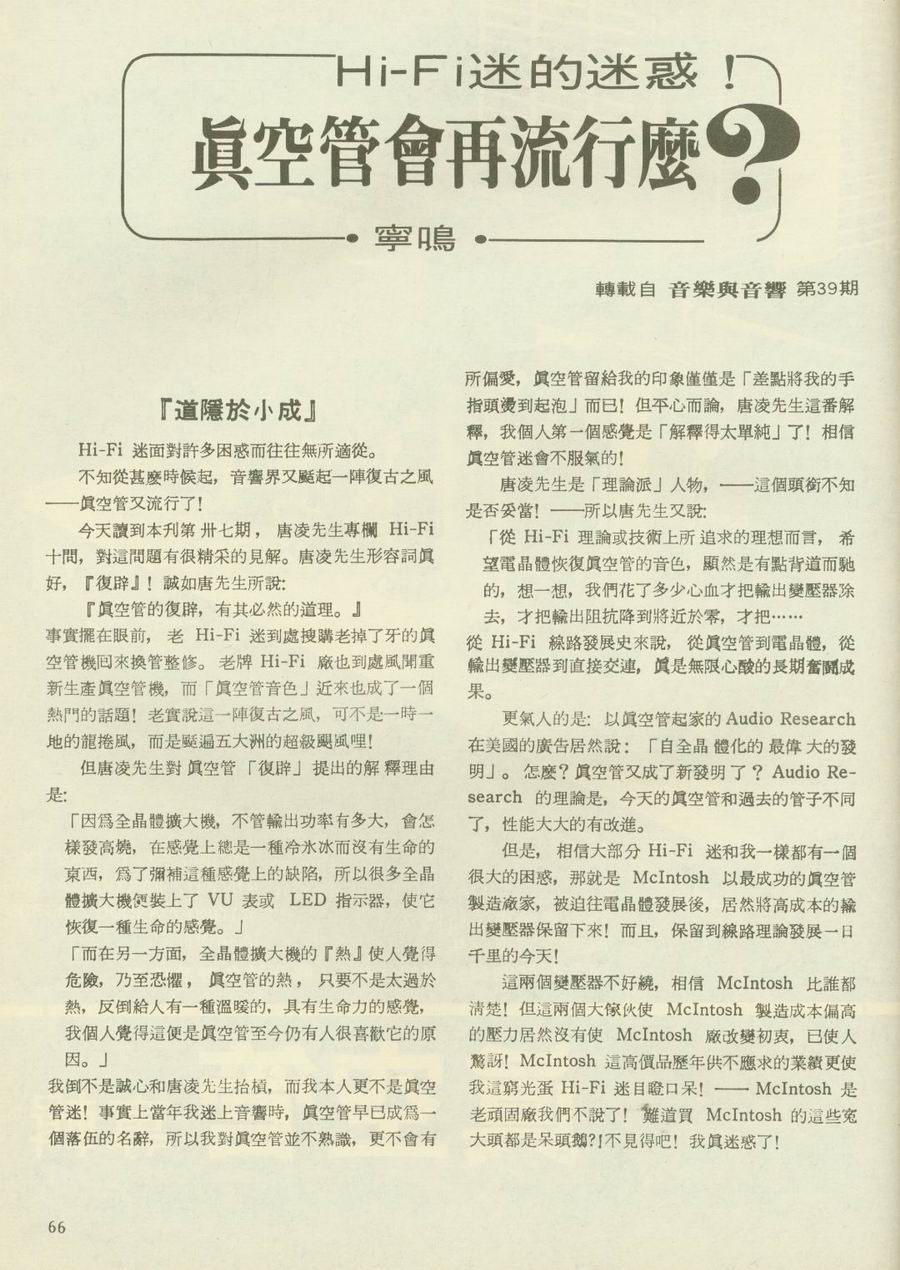 Hi-Fi迷的迷惑！
眞空管會再流行麼？
• 寧鳴 •
轉載自 音樂與音響 第39期
『道隱於小成』
Hi-Fi 迷面對許多困惑而往往無所適從。
不知從甚麼時候起，音響界又颳起一陣復古之風
——眞空管又流行了！
今天讀到本刊第 卅七期， 唐凌先生專欄 Hi-Fi
十問，對這問題有很精采的見解。唐凌先生形容詞眞
好，『復辟』！誠如唐先生所說：
『眞空管的復辟，有其必然的道理。』
事實擺在眼前， 老 Hi-Fi 迷到處搜購老掉了牙的眞
空管機囘來換管整修。老牌 Hi-Fi 廠也到處風聞重
新生產眞空管機，而「眞空管音色」近來也成了一個
熱門的話題！老實說這一陣復古之風，可不是一時一
地的龍捲風，而是颳遍五大洲的超級颶風哩！
但唐凌先生對 眞空管 「復辟」 提出的解 釋理由
是：
「因爲全晶體擴大機，不管輸出功率有多大，會怎
樣發高燒，在感覺上總是一種冷氷冰而沒有生命的
東西，爲了彌補這種感覺上的缺陷，所以很多全晶
體擴大機便裝上了 VU 表或 LED 指示器，使它
恢復一種生命的感覺。」
「而在另一方面，全晶體擴大機的『熱』使人覺得
危險，乃至恐懼， 眞空管的熱， 只要不是太過於
熱，反倒給人有一種溫暖的，具有生命力的感覺，
我個人覺得這便是眞空管至今仍有人很喜歡它的原
因。」
我倒不是誠心和唐凌先生抬槓，而我本人更不是眞空
管迷！事實上當年我迷上音響時，眞空管早已成爲一
個落伍的名辭，所以我對眞空管並不熟識，更不會有
所偏愛，眞空管留給我的印象僅僅是「差點將我的手
指頭燙到起泡」而已！但平心而論，唐凌先生這番解
釋，我個人第一個感覺是「解釋得太單純」了！相信
眞空管迷會不服氣的！
唐凌先生是「理論派」人物，——這個頭銜不知
是否妥當！——所以唐先生又說：
「從 Hi-Fi 理論或技術上所 追求的理想而言， 希
望電晶體恢復眞空管的音色，顯然是有點背道而馳
的，想一想，我們花了多少心血才把輸出變壓器除
去，才把輸出阻抗降到將近於零，才把……
從 Hi-Fi 線路發展史來說， 從眞空管到電晶體，從
輸出變壓器到直接交連，眞是無限心酸的長期奮鬪成
果。
更氣人的是：以眞空管起家的 Audio Research
在美國的廣告居然說：「自全晶 體化的 最偉 大的發
明」。怎麼？眞空管又成了新發明 了？ Audio Re-
search 的理論是，今天的眞空管和過去的管子不同
了，性能大大的有改進。
但是， 相信大部分 Hi-Fi 迷和我一樣都有一個
很大的困惑，那就是 McIntosh 以最成功的眞空管
製造廠家，被迫往電晶體發展後，居然將高成本的輸
出變壓器保留下來！而且，保留到線路理論發展一日
千里的今天！
這兩個變壓器不好繞，相信 McIntosh 比誰都
清楚！但這兩個大傢伙使 McIntosh 製造成本偏高
的壓力居然沒有使 McIntosh 廠改變初衷，已使人
驚訝！McIntosh 這高價品歷年供不應求的業績更使
我這窮光蛋 Hi-Fi 迷目瞪口呆！—— McIntosh 是
老頑固廠我們不說了！難道買 McIntosh 的這些寃
大頭都是呆頭鵝？！不見得吧！我眞迷惑了！
66